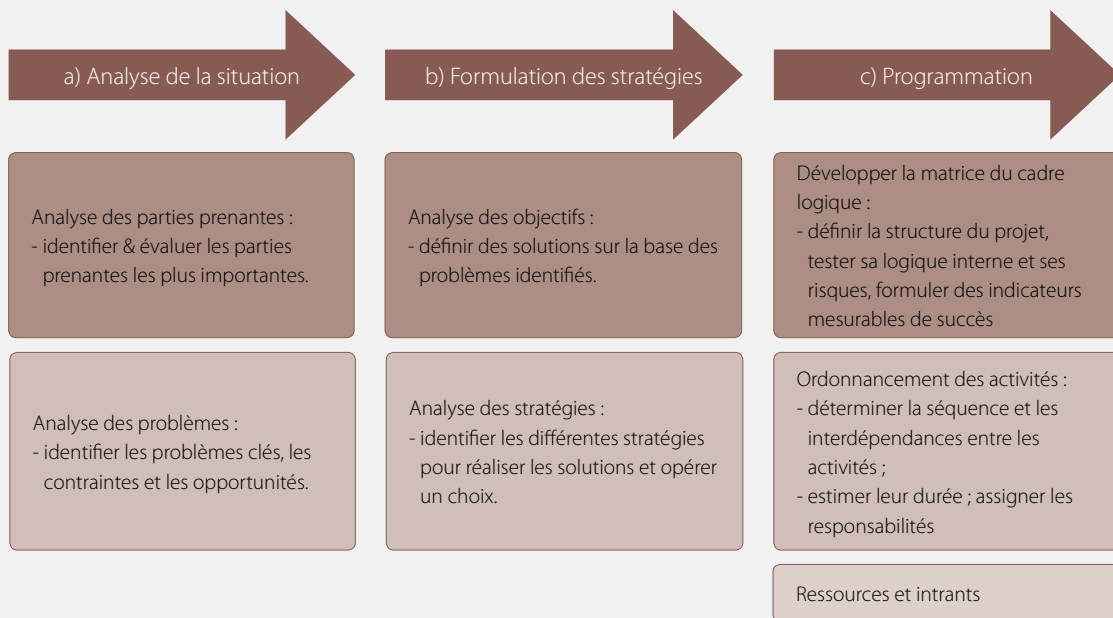 a) Analyse de la situation
b) Formulation des stratégies
c) Programmation
Analyse des parties prenantes :
- identifier & évaluer les parties
prenantes les plus importantes.
Analyse des objectifs :
- définir des solutions sur la base des
problèmes identifiés.
Développer la matrice du cadre
logique :
- définir la structure du projet,
tester sa logique interne et ses
risques, formuler des indicateurs
mesurables de succès
Analyse des problèmes :
- identifier les problèmes clés, les
contraintes et les opportunités.
Analyse des stratégies :
- identifier les différentes stratégies
pour réaliser les solutions et opérer
un choix.
Ordonnancement des activités :
- déterminer la séquence et les
interdépendances entre les
activités ;
- estimer leur durée ; assigner les
responsabilités
Ressources et intrants